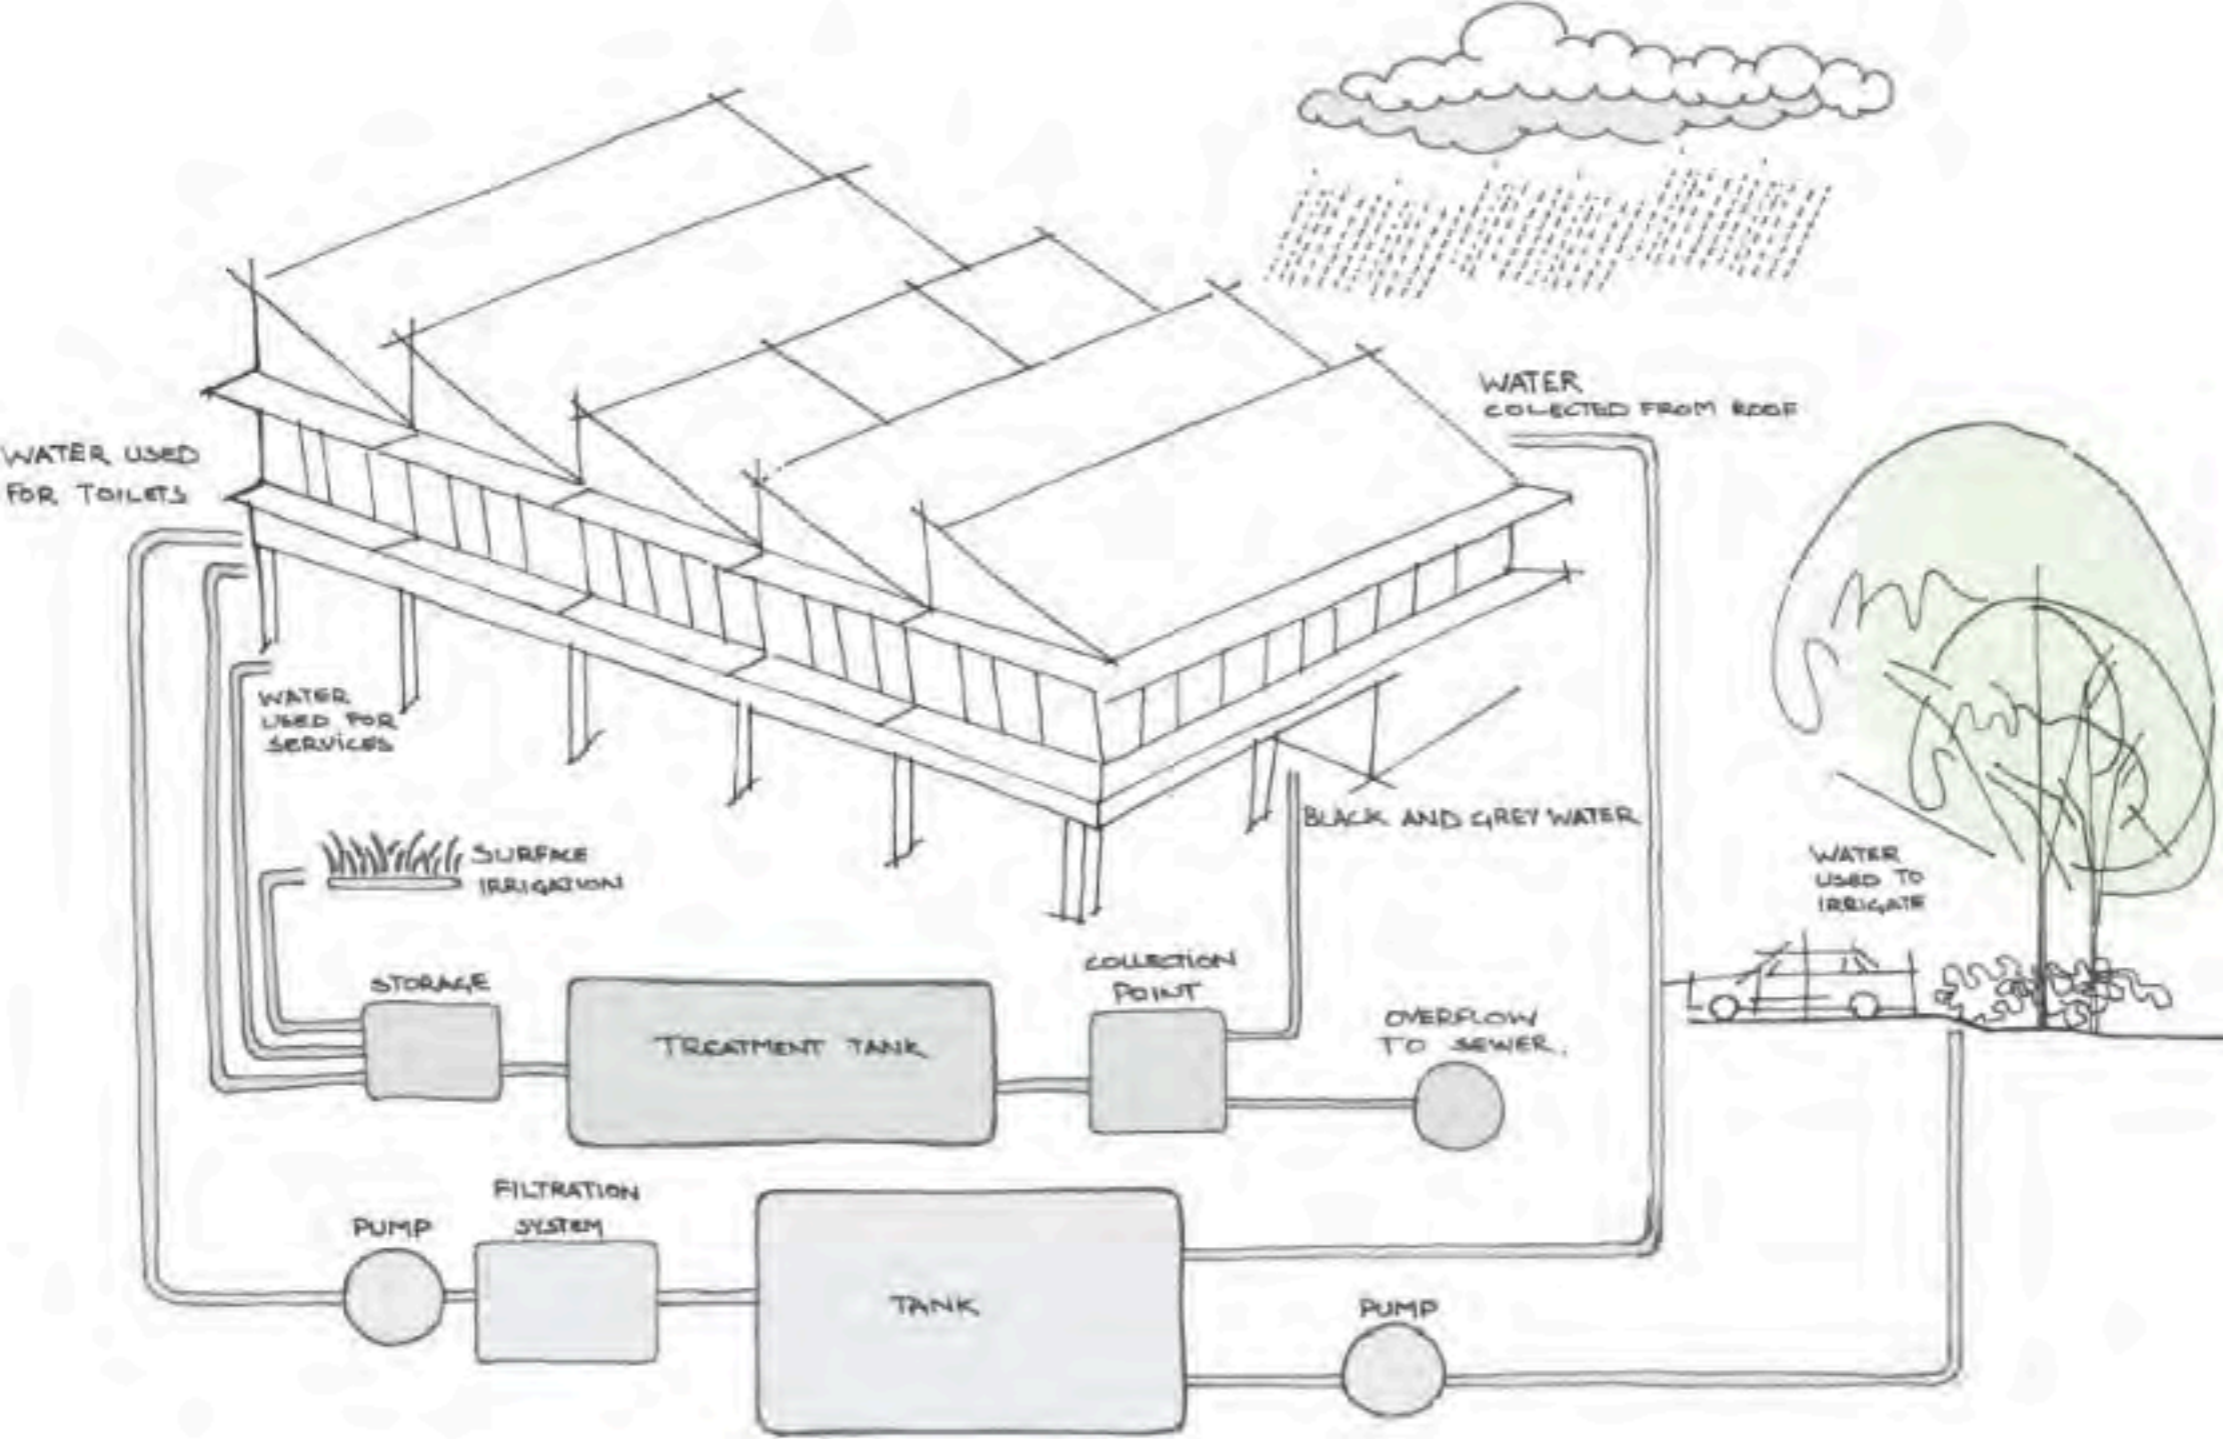 WATER
COLLECTED FROM ROOF
WATER USED
FOR TOILETS
WATER
USED FOR
SERVICES
BLACK AND GREY WATER
SURFACE
IRRIGATION
WATER
USED TO
IRRIGATE
STORAGE
TREATMENT TANK
COLLECTION
POINT
OVERFLOW
TO SEWER.
FILTRATION
SYSTEM
PUMP
TANK
PUMP